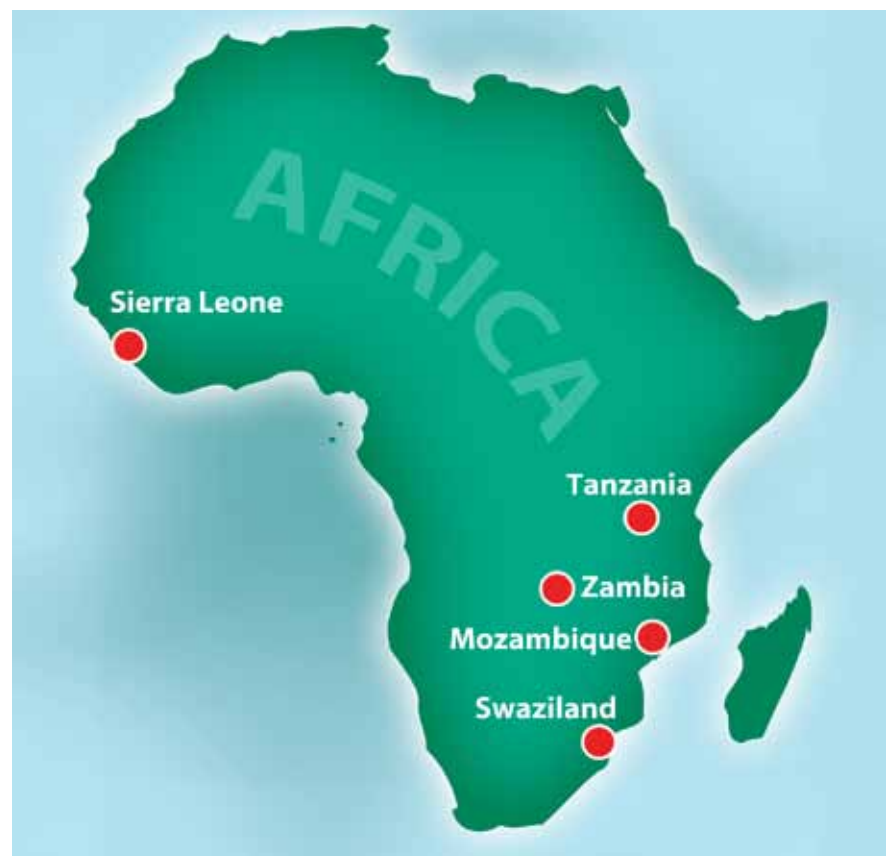 AFRICA
Sierra Leone
Tanzania
Zambia
Mozambique
Swaziland